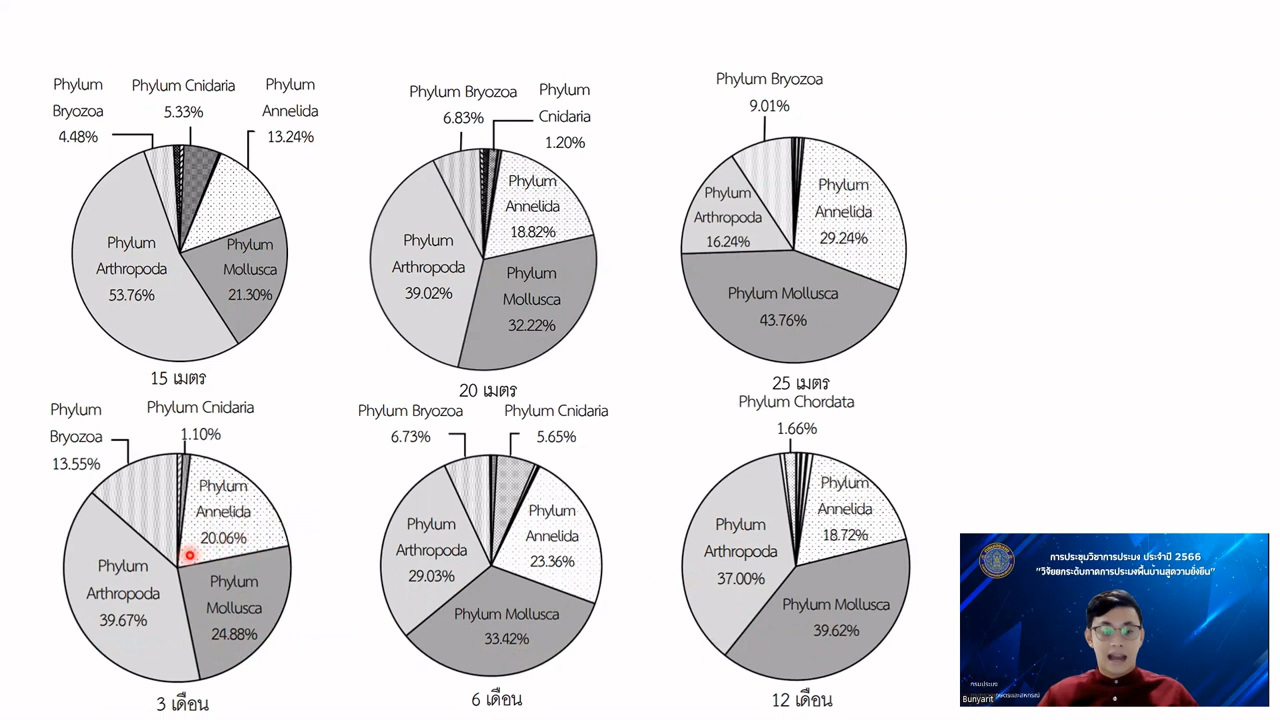 Phylum
Bryozoa
4.48%
Phylum Cnidaria
5.33%
Phylum
Annelida
13.24%
Phylum
Arthropoda
53.76%
Phylum
Mollusca
21.30%
15 เมตร
Phylum Bryozoa
6.83%
Phylum
Cnidaria
1.20%
Phylum
Annelida
18.82%
Phylum
Arthropoda
39.02%
Phylum
Mollusca
32.22%
20 เมตร
Phylum Bryozoa
9.01%
Phylum
Arthropoda
16.24%
Phylum
Annelida
29.24%
Phylum Mollusca
43.76%
25 เมตร
Phylum
Bryozoa
13.55%
Phylum Cnidaria
1.10%
Phylum
Annelida
20.06%
Phylum
Arthropoda
39.67%
Phylum
Mollusca
24.88%
3 เดือน
Phylum Bryozoa
6.73%
Phylum Cnidaria
5.65%
Phylum
Arthropoda
29.03%
Phylum
Annelida
23.36%
Phylum Mollusca
33.42%
6 เดือน
Phylum Chordata
1.66%
Phylum
Annelida
18.72%
Phylum
Arthropoda
37.00%
Phylum Mollusca
39.62%
12 เดือน
การประชุมวิชาการประมง ประจำปี 2566
"วิจัยยกระดับภาคการประมงพื้นบ้านสู่ความยั่งยืน"
กรมประมง
Bunyarit